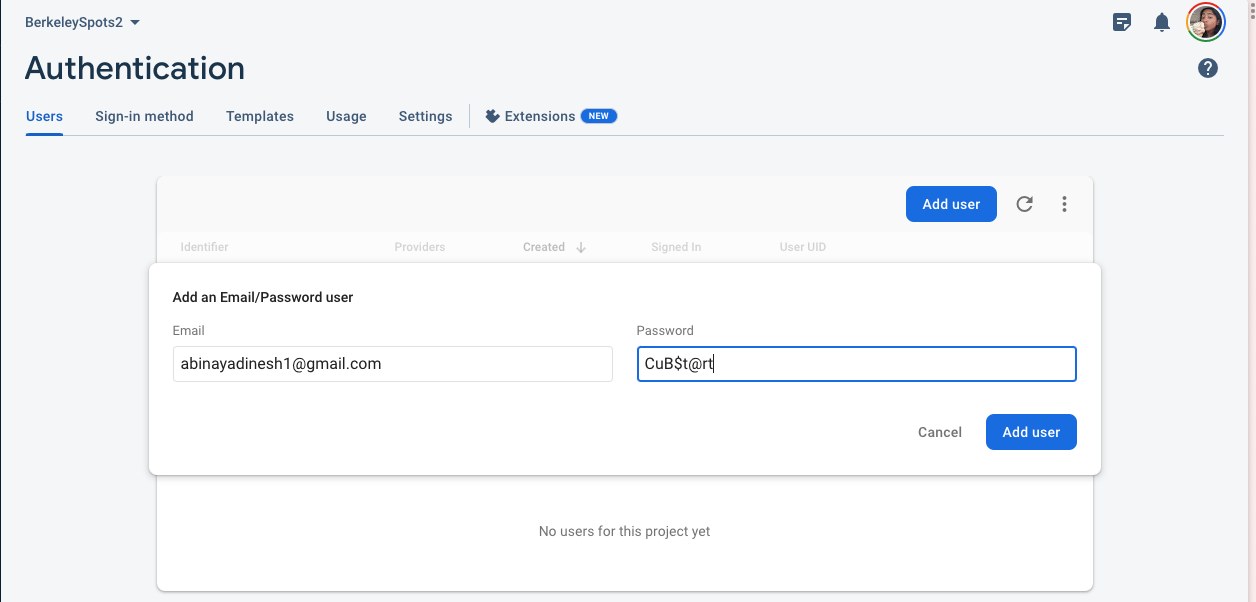 BerkeleySpots2
Authentication
Users Sign-in method Templates Usage Settings Extensions NEW
Add user
Identifier Providers Created Signed In User UID
Add an Email/Password user
Email Password
abinayadinesh1@gmail.com CuB$t@rt
Cancel Add user
No users for this project yet